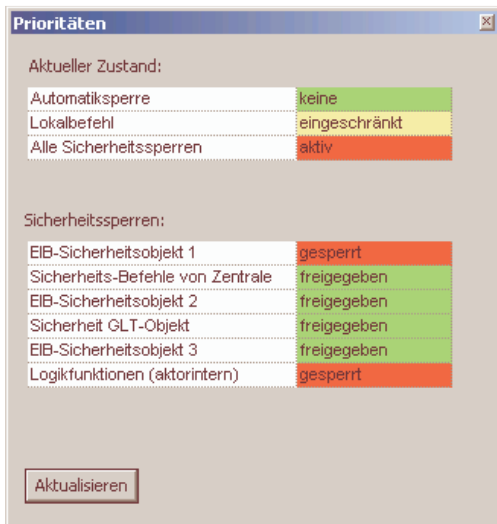 Prioritäten
Aktueller Zustand:
Automatiksperre keine
Lokalbefehl eingeschränkt
Alle Sicherheitssperren aktiv
Sicherheitssperren:
EIB-Sicherheitsobjekt 1 gesperrt
Sicherheits-Befehle von Zentrale freigegeben
EIB-Sicherheitsobjekt 2 freigegeben
Sicherheit GLT-Objekt freigegeben
EIB-Sicherheitsobjekt 3 freigegeben
Logikfunktionen (aktorintern) gesperrt
Aktualisieren